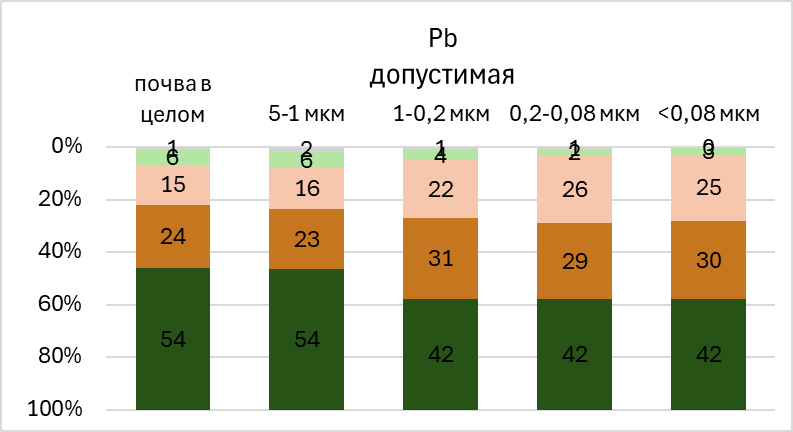 Pb
допустимая
почва в целом
5-1 мкм
1-0,2 мкм
0,2-0,08 мкм
<0,08 мкм
0%
1 2 1 1 0
6 6 4 2 3
15 16 22 26 25
20%
24 23 31 29 30
40%
60%
54 54 42 42 42
80%
100%